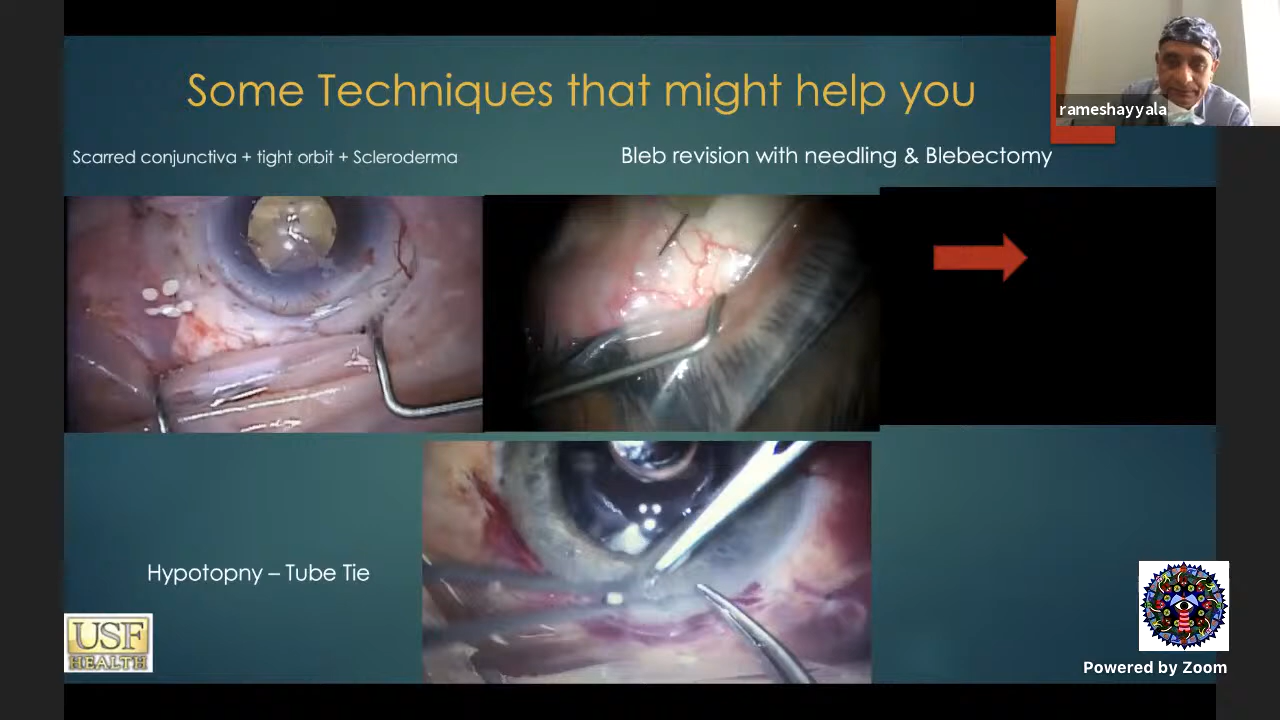 Some Techniques that might help you
rameshayyala
Scarred conjunctiva + tight orbit + Scleroderma
Bleb revision with needling & Blebectomy
Hypotopny – Tube Tie
USF
HEALTH
Powered by Zoom